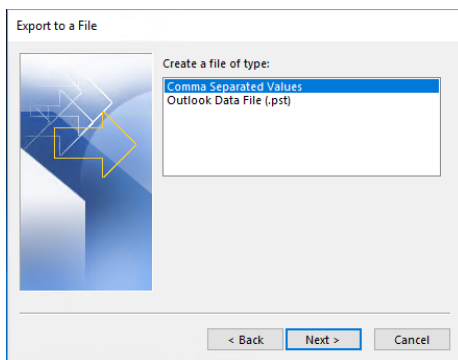 Export to a File
Create a file of type:
Comma Separated Values
Outlook Data File (.pst)
< Back
Next >
Cancel